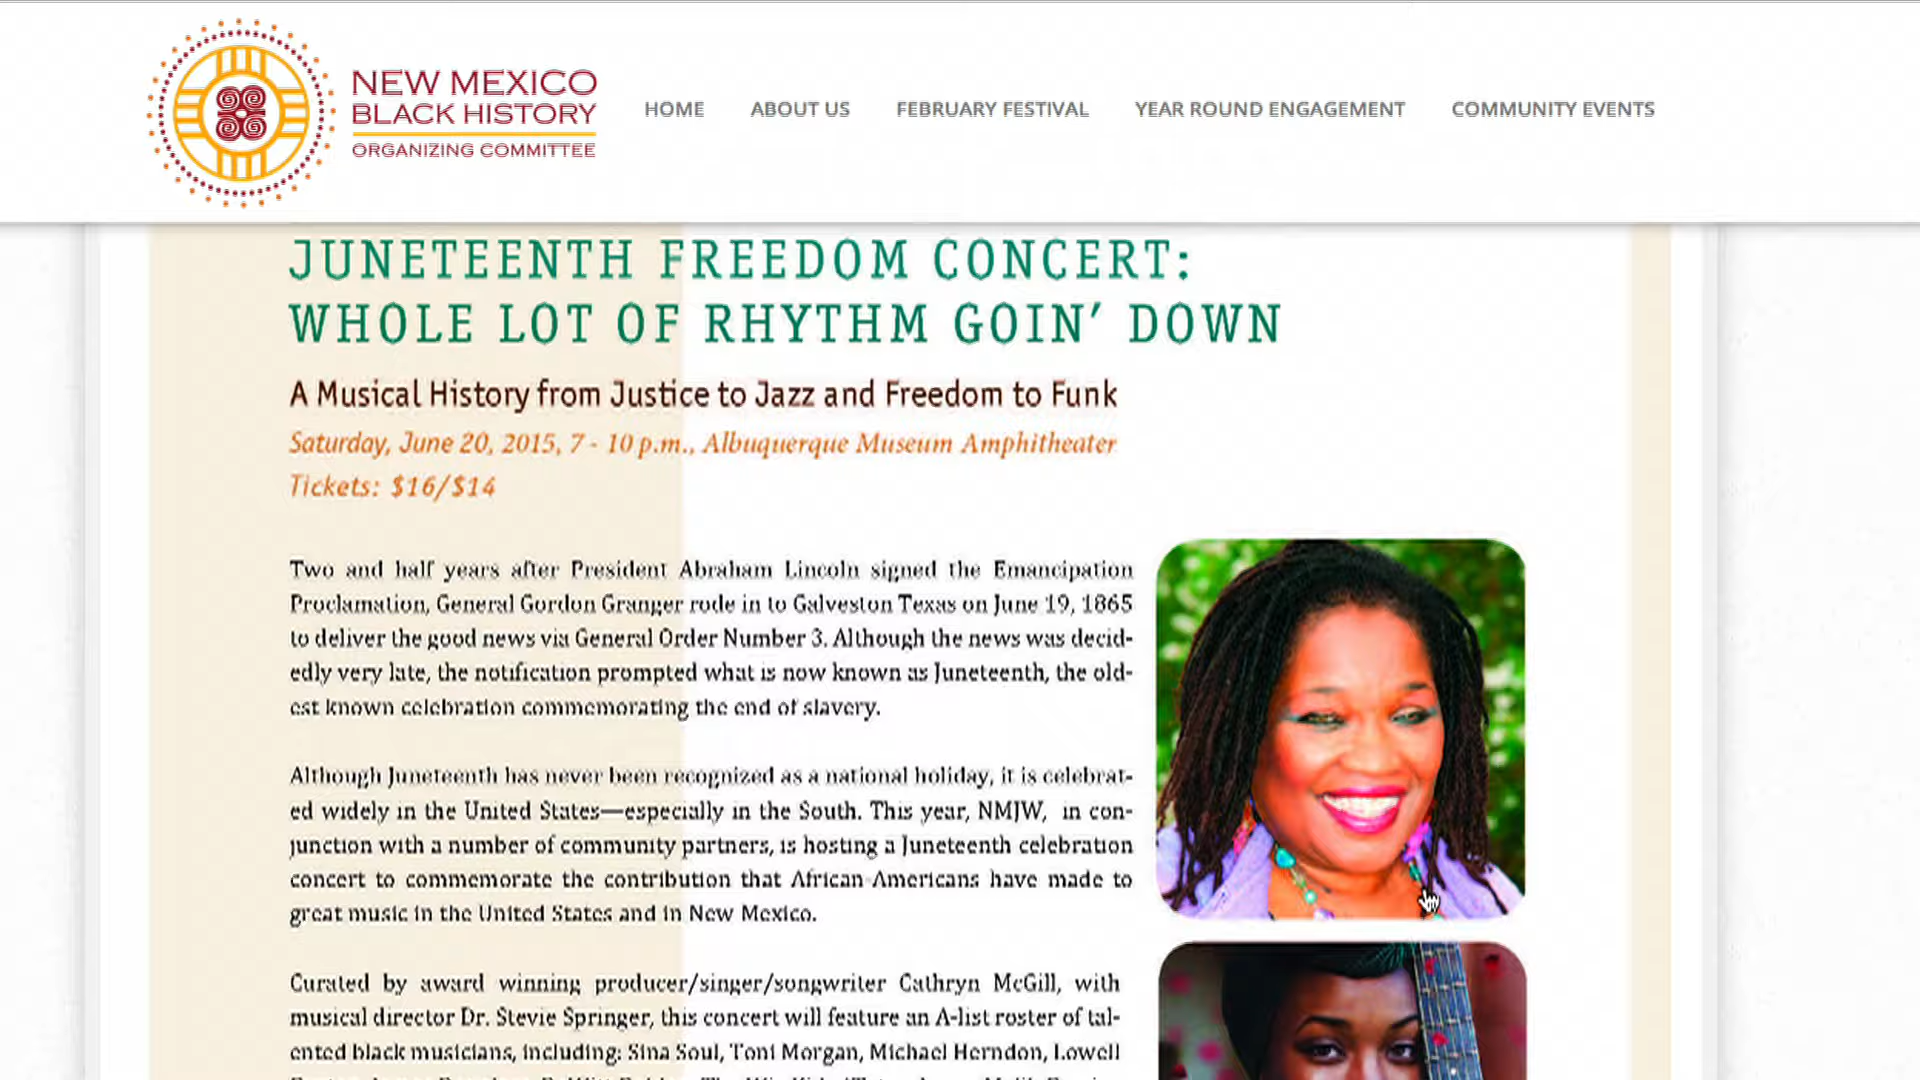 NEW MEXICO
BLACK HISTORY
ORGANIZING COMMITTEE
HOME ABOUT US FEBRUARY FESTIVAL YEAR ROUND ENGAGEMENT COMMUNITY EVENTS
JUNETEENTH FREEDOM CONCERT:
WHOLE LOT OF RHYTHM GOIN’ DOWN
A Musical History from Justice to Jazz and Freedom to Funk
Saturday, June 20, 2015, 7 - 10 p.m., Albuquerque Museum Amphitheater
Tickets: $16/$14
Two and half years after President Abraham Lincoln signed the Emancipation
Proclamation, General Gordon Granger rode in to Galveston Texas on June 19, 1865
to deliver the good news via General Order Number 3. Although the news was decid-
edly very late, the notification prompted what is now known as Juneteenth, the old-
est known celebration commemorating the end of slavery.
Although Juneteenth has never been recognized as a national holiday, it is celebrat-
ed widely in the United States—especially in the South. This year, NMJW, in con-
junction with a number of community partners, is hosting a Juneteenth celebration
concert to commemorate the contribution that African Americans have made to
great music in the United States and in New Mexico.
Curated by award winning producer/singer/songwriter Cathryn McGill, with
musical director Dr. Stevie Springer, this concert will feature an A-list roster of tal-
ented black musicians, including: Sina Soul, Toni Morgan, Michael Herndon, Lowell